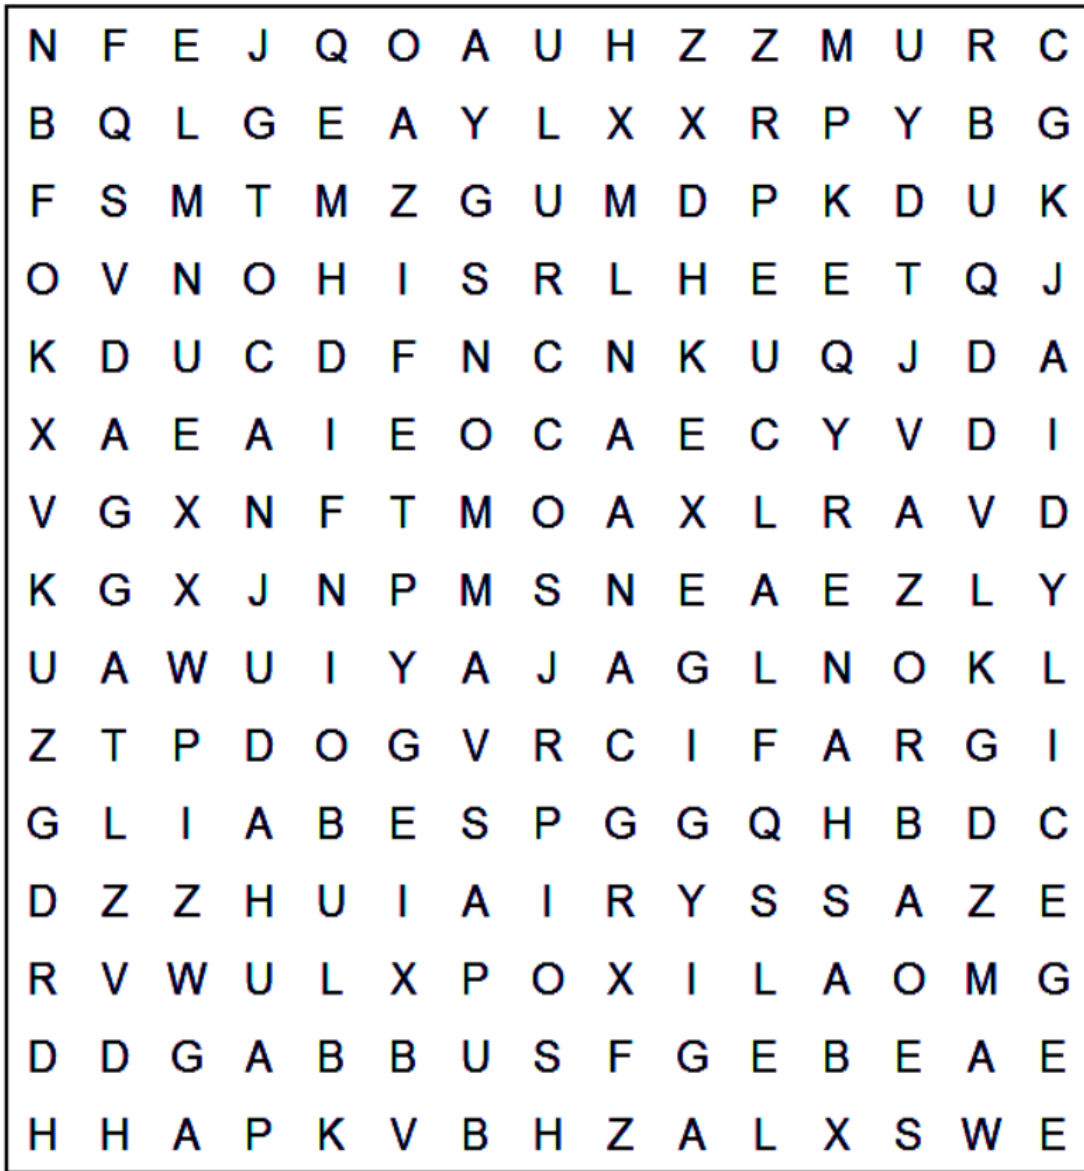 N F E J Q O A U H Z Z M U R C
B Q L G E A Y L X X R P Y B G
F S M T M Z G U M D P K D U K
O V N O H I S R L H E E T Q J
K D U C D F N C N K U Q J D A
X A E A I E O C A E C Y V D I
V G X N F T M O A X L R A V D
K G X J N P M S N E A E Z L Y
U A W U I Y A J A G L N O K L
Z T P D O G V R C I F A R G I
G L I A B E S P G G Q H B D C
D Z Z H U I A I R Y S S A Z E
R V W U L X P O X I L A O M G
D D G A B B U S F G E B E A E
H H A P K V B H Z A L X S W E